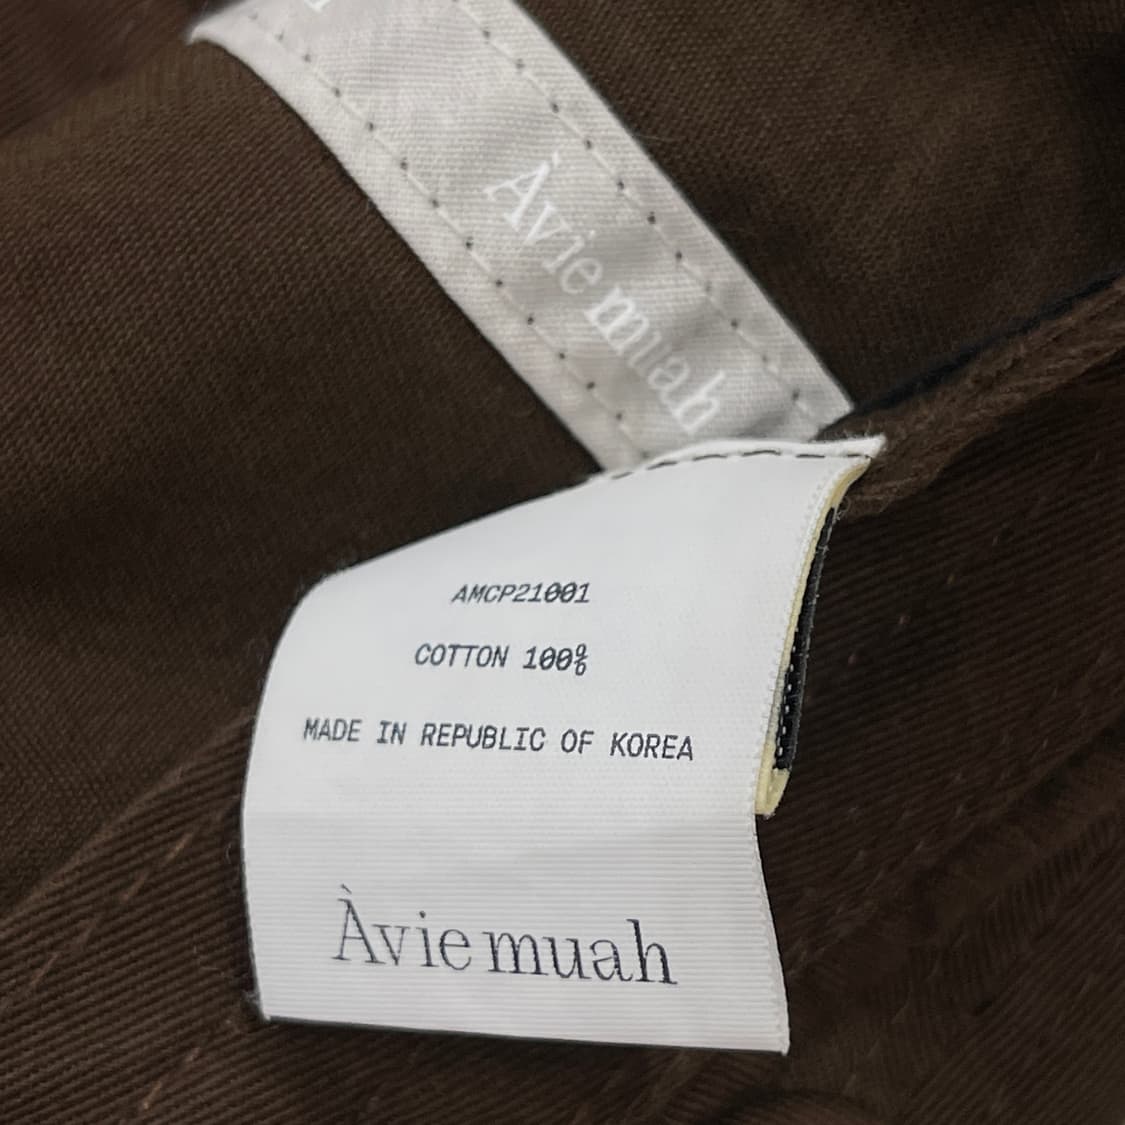 Àvie muah
AMCP21001
COTTON 100%
MADE IN REPUBLIC OF KOREA
Àvie muah